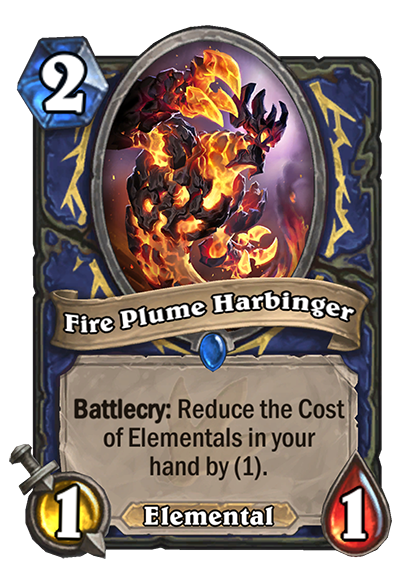 2
Fire Plume Harbinger
Battlecry: Reduce the Cost
of Elementals in your
hand by (1).
1
Elemental
1